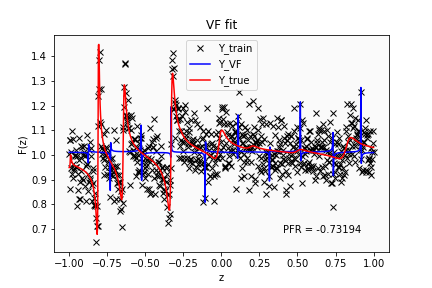 VF fit
Y_train
Y_VF
Y_true
F(z)
1.4
1.3
1.2
1.1
1.0
0.9
0.8
0.7
PFR = -0.73194
−1.00 −0.75 −0.50 −0.25 0.00 0.25 0.50 0.75 1.00
z